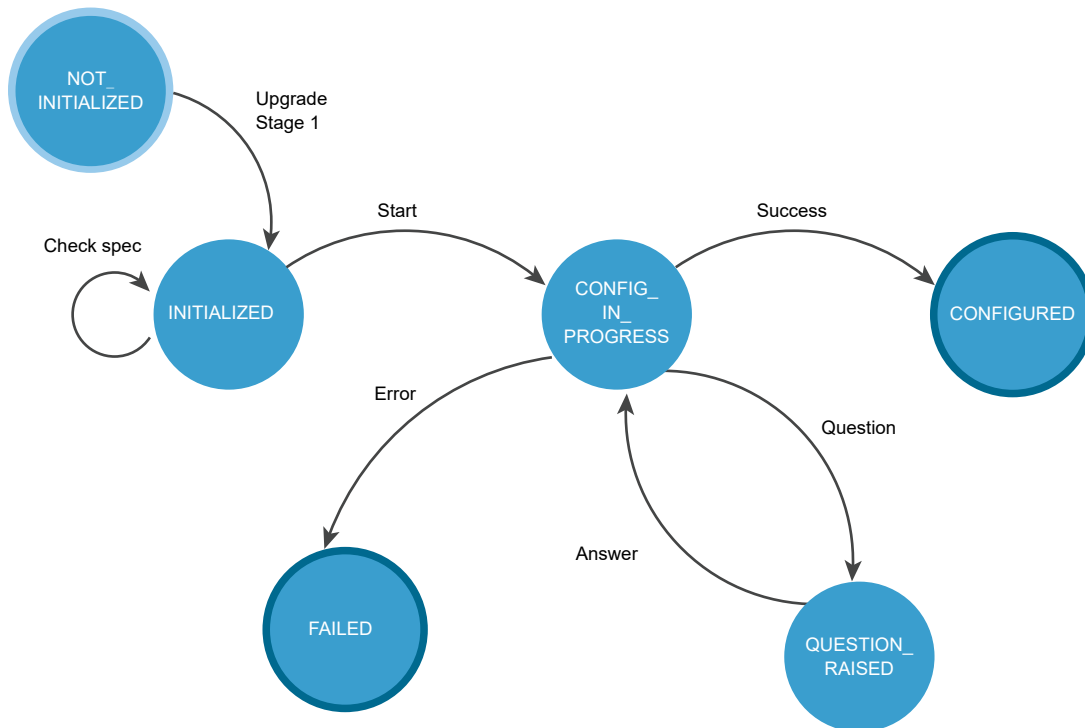 NOT_
INITIALIZED
Upgrade
Stage 1
Start
Success
Check spec
INITIALIZED
CONFIG_
IN_
PROGRESS
CONFIGURED
Error
Question
Answer
FAILED
QUESTION_
RAISED